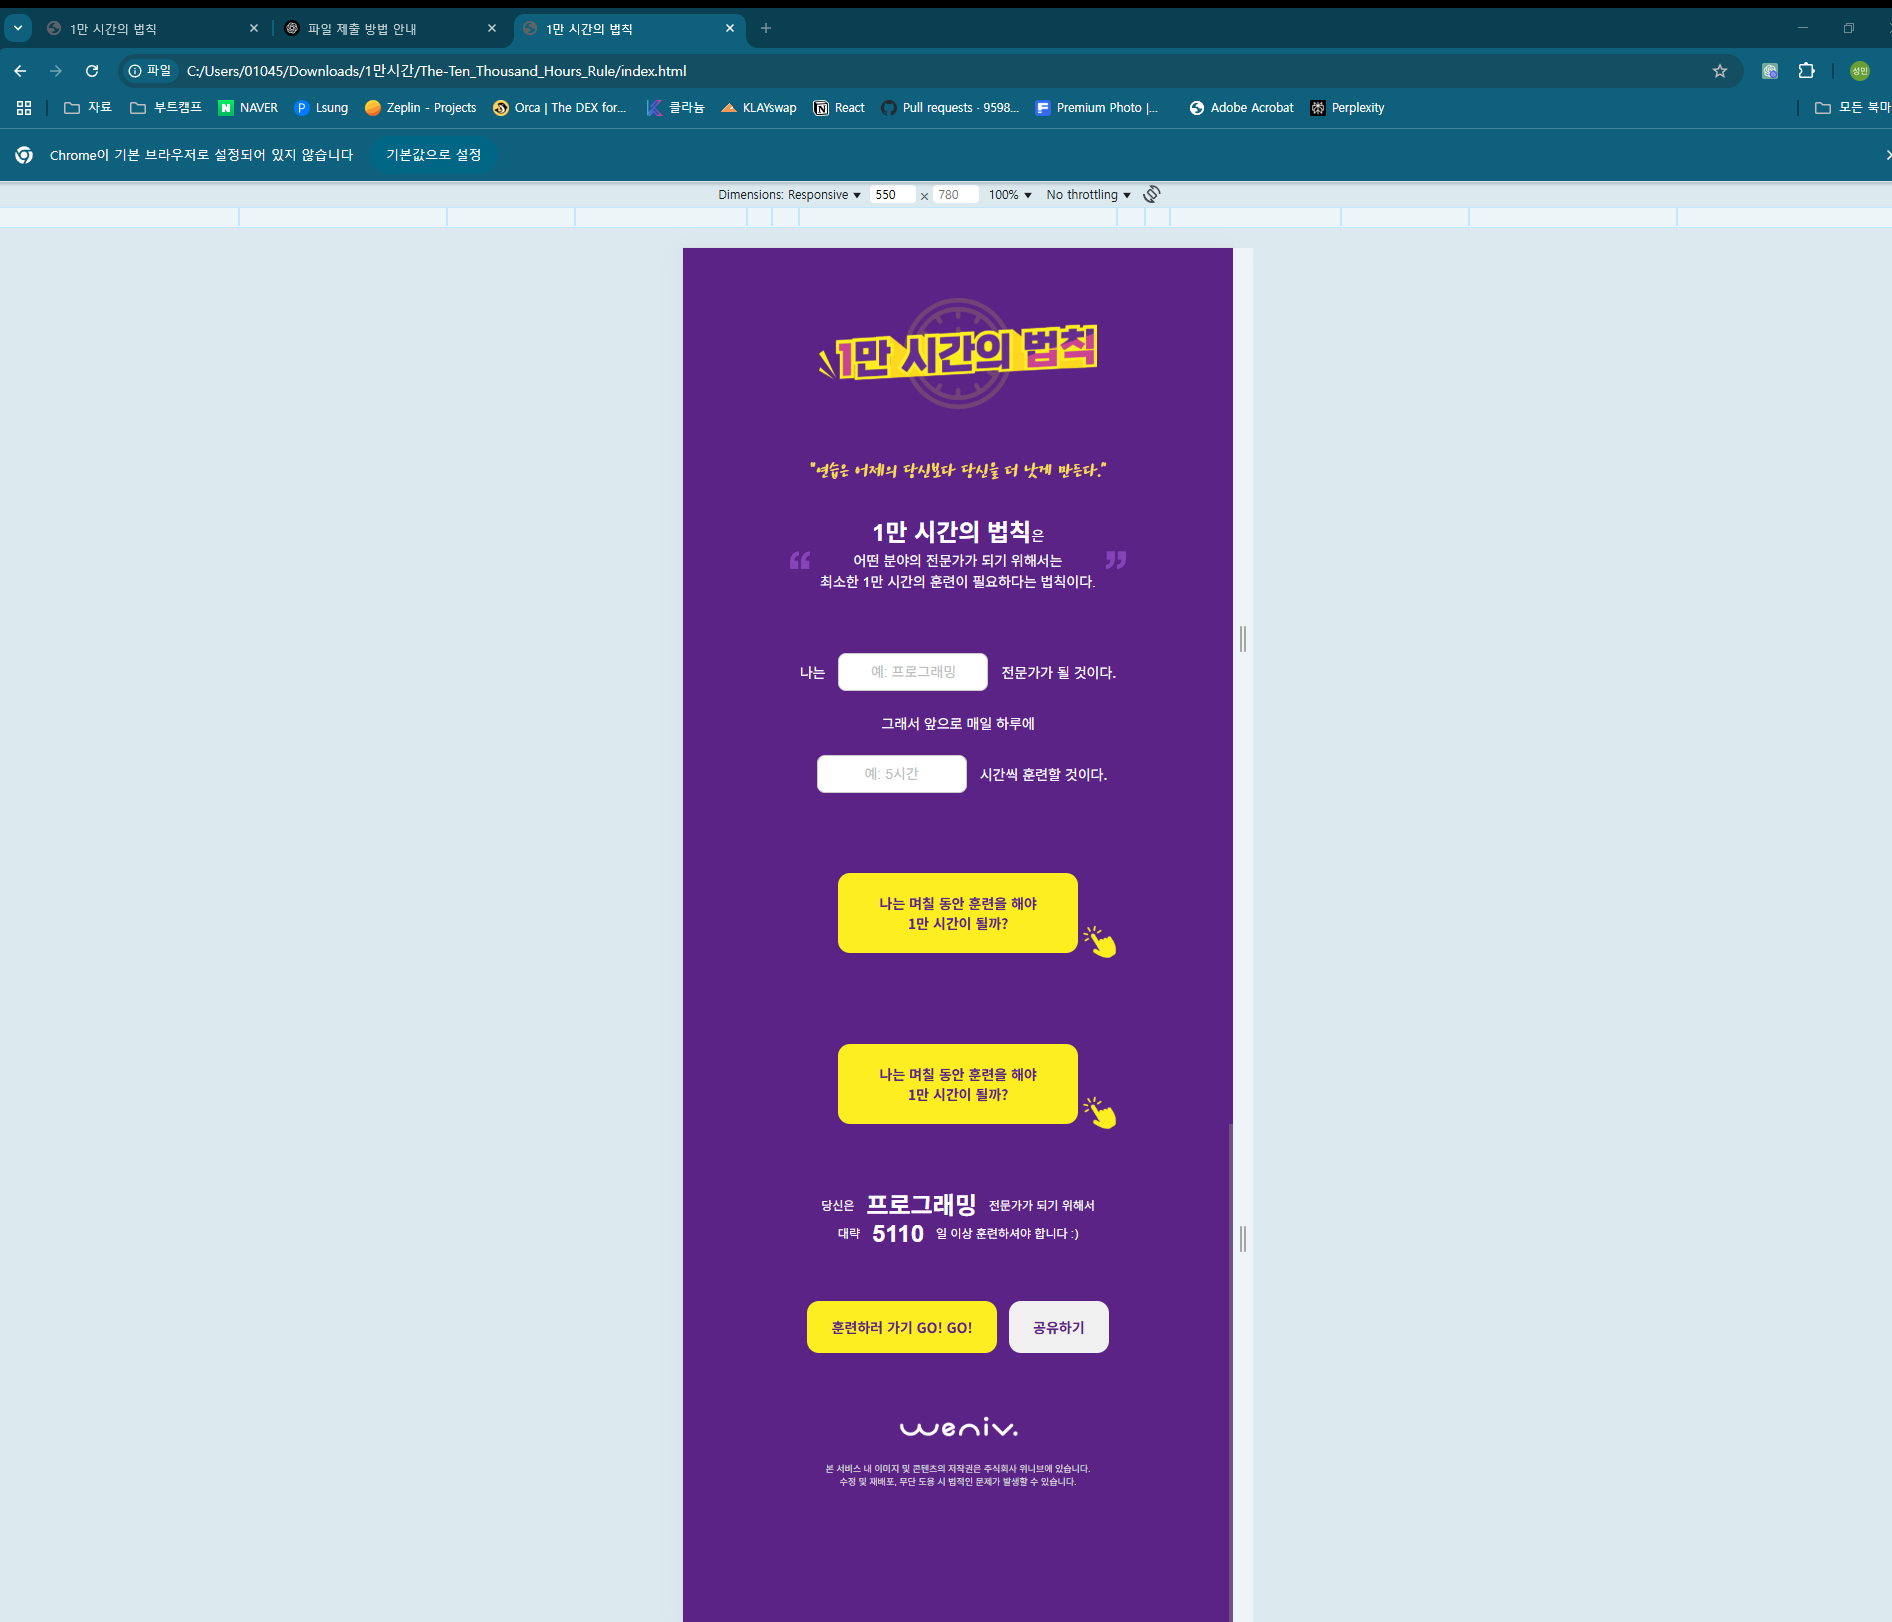 1만 시간의 법칙
파일 제출 방법 안내
1만 시간의 법칙
파일 C:/Users/01045/Downloads/1만시간/The-Ten_Thousand_Hours_Rule/index.html
성민
자료 부트캠프 NAVER Lsung Zeplin - Projects Orca | The DEX for... 클라늄 KLAYswap React Pull requests · 9598... Premium Photo |... Adobe Acrobat Perplexity 모든 북마
Chrome이 기본 브라우저로 설정되어 있지 않습니다 기본값으로 설정
Dimensions: Responsive 550 × 780 100% No throttling
1만 시간의 법칙
"연습은 어제의 당신보다 당신을 더 낫게 만든다."
1만 시간의 법칙은
“ 어떤 분야의 전문가가 되기 위해서는 ”
최소한 1만 시간의 훈련이 필요하다는 법칙이다.
나는 예: 프로그래밍 전문가가 될 것이다.
그래서 앞으로 매일 하루에
예: 5시간 시간씩 훈련할 것이다.
나는 며칠 동안 훈련을 해야
1만 시간이 될까?
나는 며칠 동안 훈련을 해야
1만 시간이 될까?
당신은 프로그래밍 전문가가 되기 위해서
대략 5110 일 이상 훈련하셔야 합니다 :)
훈련하러 가기 GO! GO! 공유하기
weniv.
본 서비스 내 이미지 및 콘텐츠의 저작권은 주식회사 위니브에 있습니다.
수정 및 재배포, 무단 도용 시 법적인 문제가 발생할 수 있습니다.